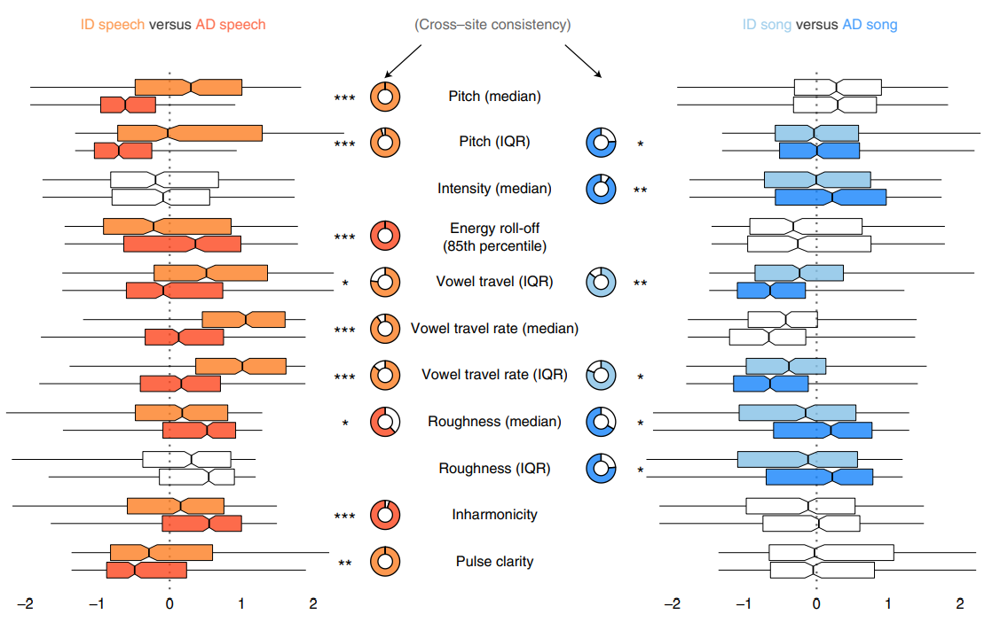 ID speech versus AD speech
(Cross–site consistency)
ID song versus AD song
*** Pitch (median)
*** Pitch (IQR) *
Intensity (median) **
*** Energy roll-off
(85th percentile)
* Vowel travel (IQR) **
*** Vowel travel rate (median)
*** Vowel travel rate (IQR) *
* Roughness (median) *
Roughness (IQR) *
*** Inharmonicity
** Pulse clarity
–2 –1 0 1 2
–2 –1 0 1 2